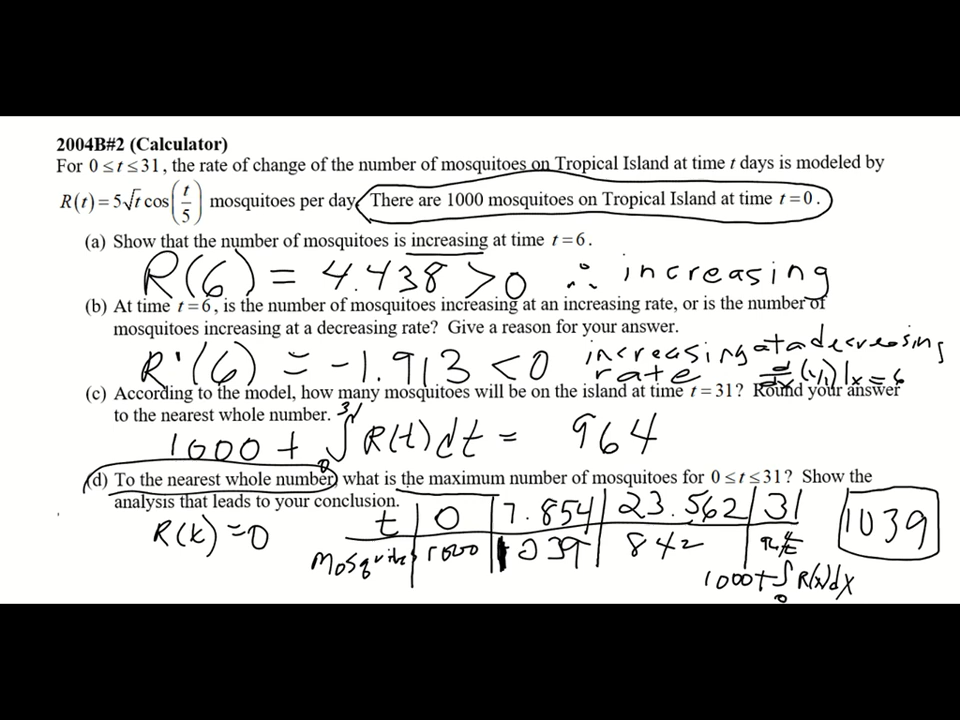 2004B#2 (Calculator)
For 0 ≤ t ≤ 31, the rate of change of the number of mosquitoes on Tropical Island at time t days is modeled by
R(t) = 5√t cos(t/5) mosquitoes per day. There are 1000 mosquitoes on Tropical Island at time t = 0.
(a) Show that the number of mosquitoes is increasing at time t = 6.
R(6) = 4.438 > 0 ∴ increasing
(b) At time t = 6, is the number of mosquitoes increasing at an increasing rate, or is the number of
mosquitoes increasing at a decreasing rate? Give a reason for your answer.
R'(6) = -1.913 < 0 increasing at a decreasing
rate d/dx (Y1)|x=6
(c) According to the model, how many mosquitoes will be on the island at time t = 31? Round your answer
to the nearest whole number.
1000 + ∫₀³¹ R(t) dt = 964
(d) To the nearest whole number, what is the maximum number of mosquitoes for 0 ≤ t ≤ 31? Show the
analysis that leads to your conclusion.
R(t) = 0
t 0 7.854 23.562 31
Mosquitoes 1000 1039 842
1039
1000 + ∫₀ R(x) dx